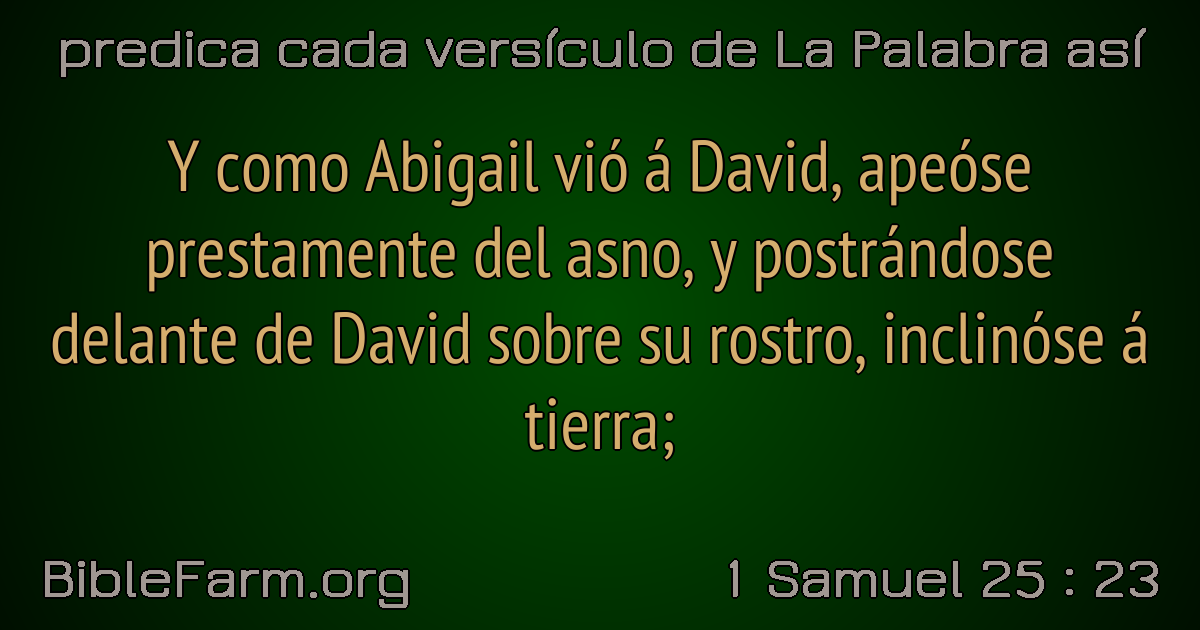 predica cada versículo de La Palabra así
Y como Abigail vió á David, apeóse
prestamente del asno, y postrándose
delante de David sobre su rostro, inclinóse á
tierra;
BibleFarm.org
1 Samuel 25 : 23